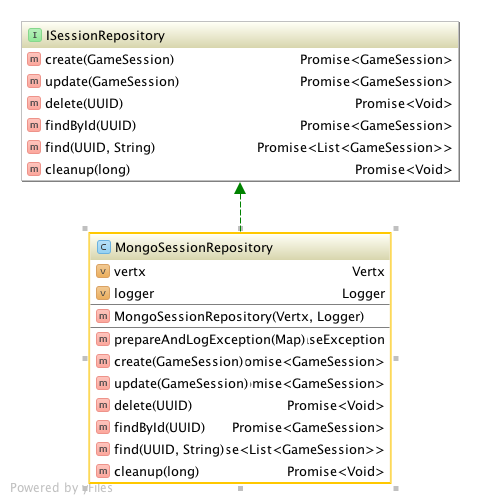 I ISessionRepository
m create(GameSession) Promise<GameSession>
m update(GameSession) Promise<GameSession>
m delete(UUID) Promise<Void>
m findById(UUID) Promise<GameSession>
m find(UUID, String) Promise<List<GameSession>>
m cleanup(long) Promise<Void>
C MongoSessionRepository
v vertx Vertx
v logger Logger
m MongoSessionRepository(Vertx, Logger)
m prepareAndLogException(Map) seException
m create(GameSession) omise<GameSession>
m update(GameSession) mise<GameSession>
m delete(UUID) Promise<Void>
m findById(UUID) Promise<GameSession>
m find(UUID, String) se<List<GameSession>>
m cleanup(long) Promise<Void>
Powered by yFiles